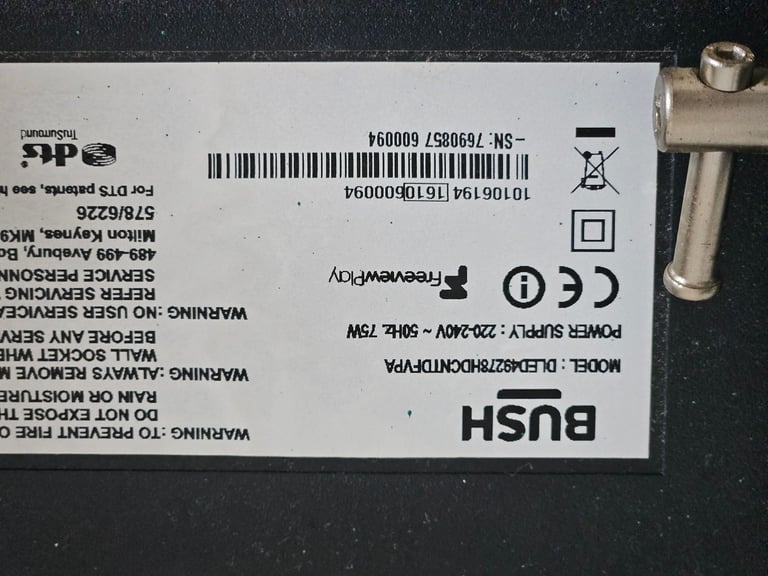 BUSH
MODEL : DLED49278HDCNTDFVPA
POWER SUPPLY : 220-240V ~ 50Hz, 75W
FreeviewPlay
10106194 1610 600094
–SN: 7690857 600094
WARNING :TO PREVENT FIRE O
DO NOT EXPOSE TH
RAIN OR MOISTURE
WARNING :ALWAYS REMOVE
WALL SOCKET WHE
BEFORE ANY SERV
WARNING :NO USER SERVICEA
REFER SERVICING
SERVICE PERSONN
489-499 Avebury, Bo
Milton Keynes, MK9
578/6226
For DTS patents, see h
dts
TruSurround